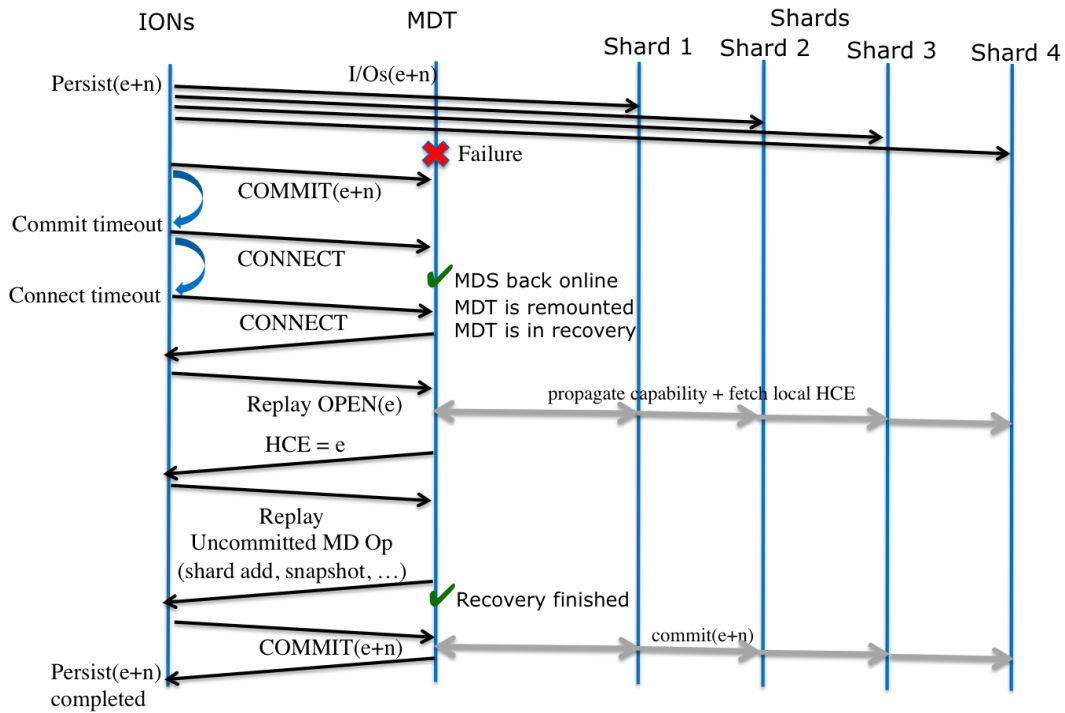 IONs
MDT
Shards
Shard 1
Shard 2
Shard 3
Shard 4
Persist(e+n)
I/Os(e+n)
Failure
COMMIT(e+n)
Commit timeout
CONNECT
MDS back online
Connect timeout
MDT is remounted
CONNECT
MDT is in recovery
propagate capability + fetch local HCE
Replay OPEN(e)
HCE = e
Replay
Uncommitted MD Op
(shard add, snapshot, …)
Recovery finished
commit(e+n)
COMMIT(e+n)
Persist(e+n)
completed